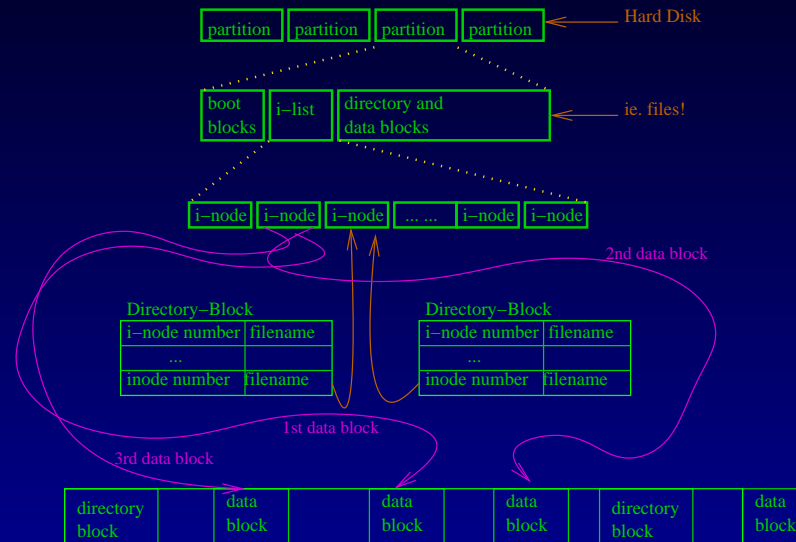 partition partition partition partition
Hard Disk
boot blocks
i−list
directory and data blocks
ie. files!
i−node i−node i−node ... ... i−node i−node
2nd data block
Directory−Block
i−node number filename
...
inode number filename
Directory−Block
i−node number filename
...
inode number filename
1st data block
3rd data block
directory block
data block
data block
data block
directory block
data block